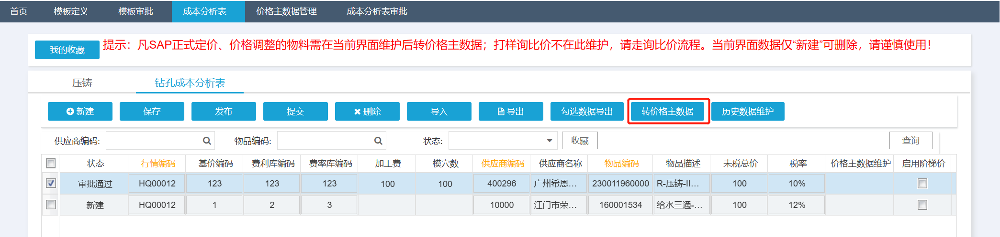 首页 模板定义 模板审批 成本分析表 价格主数据管理 成本分析表审批
我的收藏 提示：凡SAP正式定价、价格调整的物料需在当前界面维护后转价格主数据；打样询比价不在此维护，请走询比价流程。当前界面数据仅“新建”可删除，请谨慎使用！
压铸 钻孔成本分析表
新建 保存 发布 提交 删除 导入 导出 勾选数据导出 转价格主数据 历史数据维护
供应商编码: 物品编码: 状态: 收藏 查询
状态 行情编码 基价编码 费利库编码 费率库编码 加工费 模穴数 供应商编码 供应商名称 物品编码 物品描述 未税总价 税率 价格主数据维护 启用阶梯价
审批通过 HQ00012 123 123 123 100 100 400296 广州希恩... 230011960000 R-压铸-II... 100 10%
新建 HQ00012 1 2 3 10000 江门市荣... 160001534 给水三通-... 100 12%